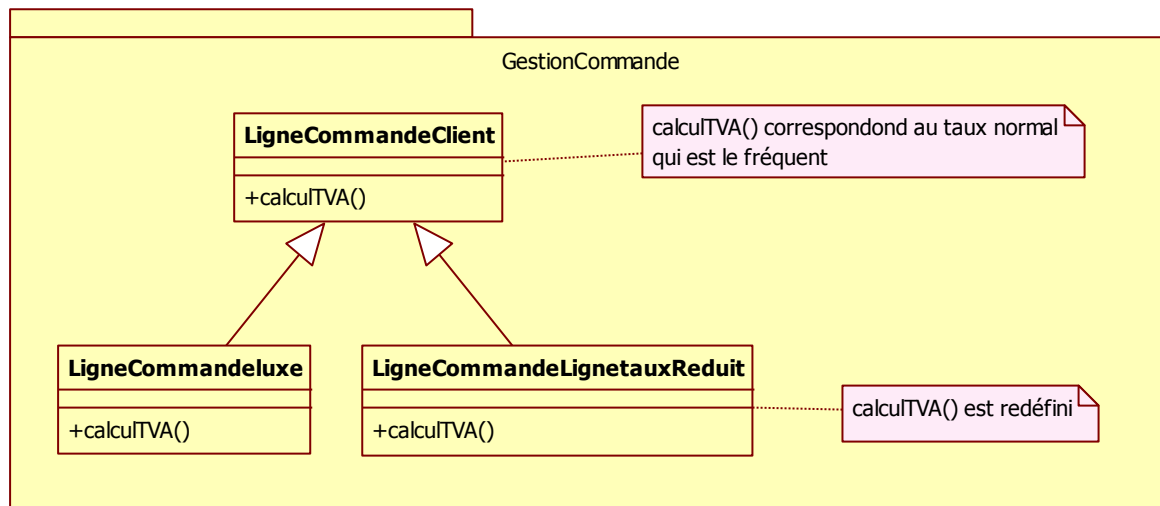 GestionCommande
LigneCommandeClient
+calculTVA()
calculTVA() correspondond au taux normal
qui est le fréquent
LigneCommandeluxe
+calculTVA()
LigneCommandeLignetauxReduit
+calculTVA()
calculTVA() est redéfini